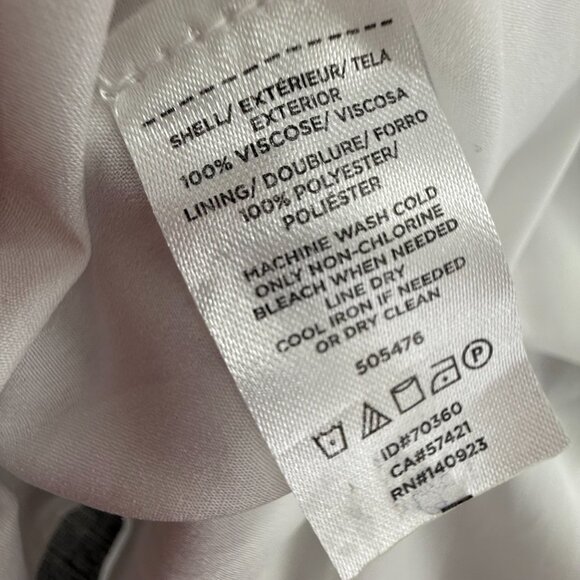 SHELL/ EXTÉRIEUR/ TELA
EXTERIOR
100% VISCOSE/ VISCOSA
LINING/ DOUBLURE/ FORRO
100% POLYESTER/
POLIÉSTER
MACHINE WASH COLD
ONLY NON-CHLORINE
BLEACH WHEN NEEDED
LINE DRY
COOL IRON IF NEEDED
OR DRY CLEAN
505476
P
ID#70360
CA#57421
RN#140923